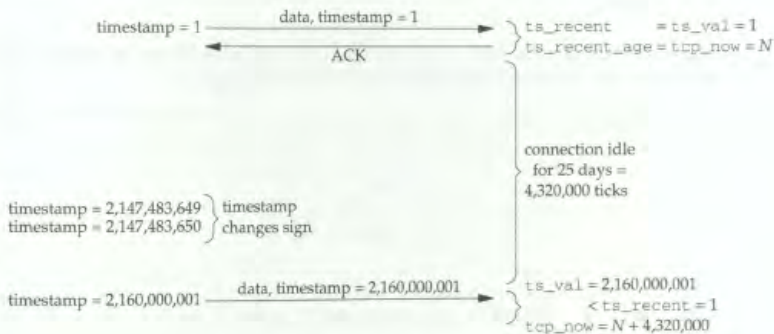 timestamp = 1
data, timestamp = 1
ACK
ts_recent = ts_val = 1
ts_recent_age = tcp_now = N
connection idle
for 25 days =
4,320,000 ticks
timestamp = 2,147,483,649
timestamp = 2,147,483,650
timestamp
changes sign
timestamp = 2,160,000,001
data, timestamp = 2,160,000,001
ts_val = 2,160,000,001
< ts_recent = 1
tcp_now = N + 4,320,000